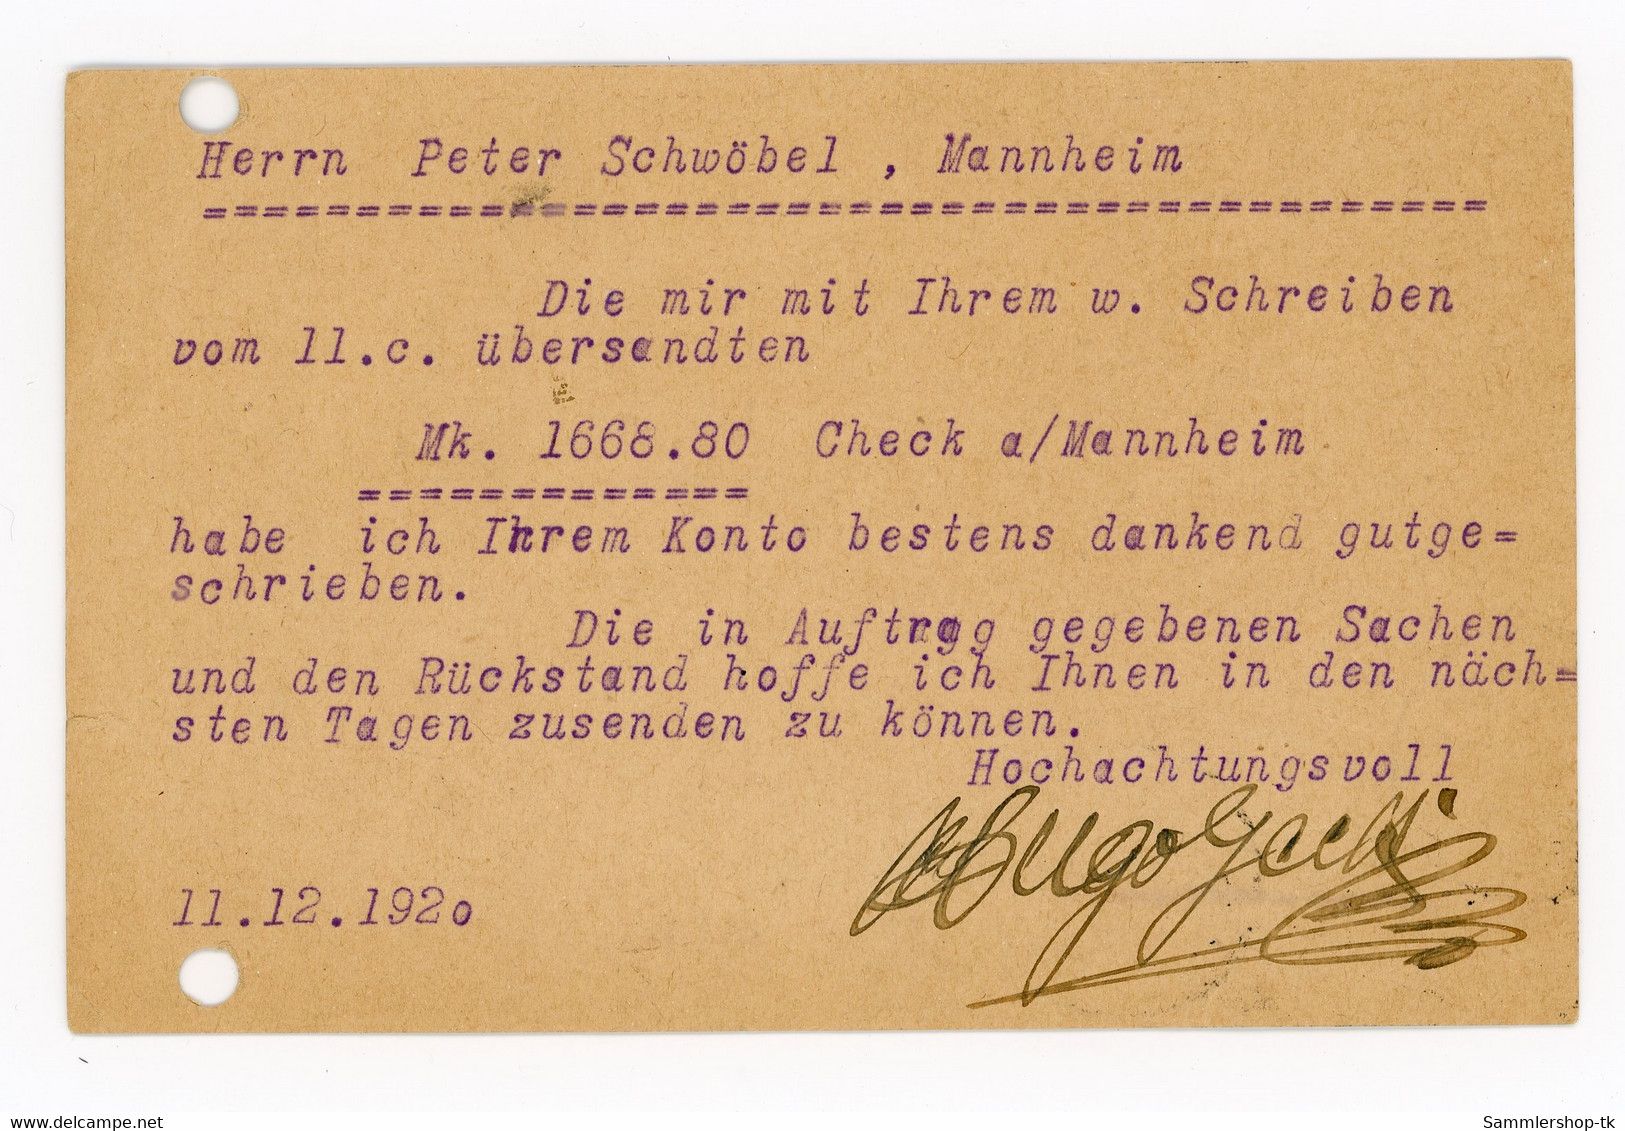 Herrn Peter Schwöbel , Mannheim
==========================================
Die mir mit Ihrem w. Schreiben
vom 11.c. übersandten
Mk. 1668.80 Check a/Mannheim
=============
habe ich Ihrem Konto bestens dankend gutge=
schrieben.
Die in Auftrag gegebenen Sachen
und den Rückstand hoffe ich Ihnen in den näch=
sten Tagen zusenden zu können.
Hochachtungsvoll
Hugo
11.12.1920
delcampe.net
Sammlershop-tk